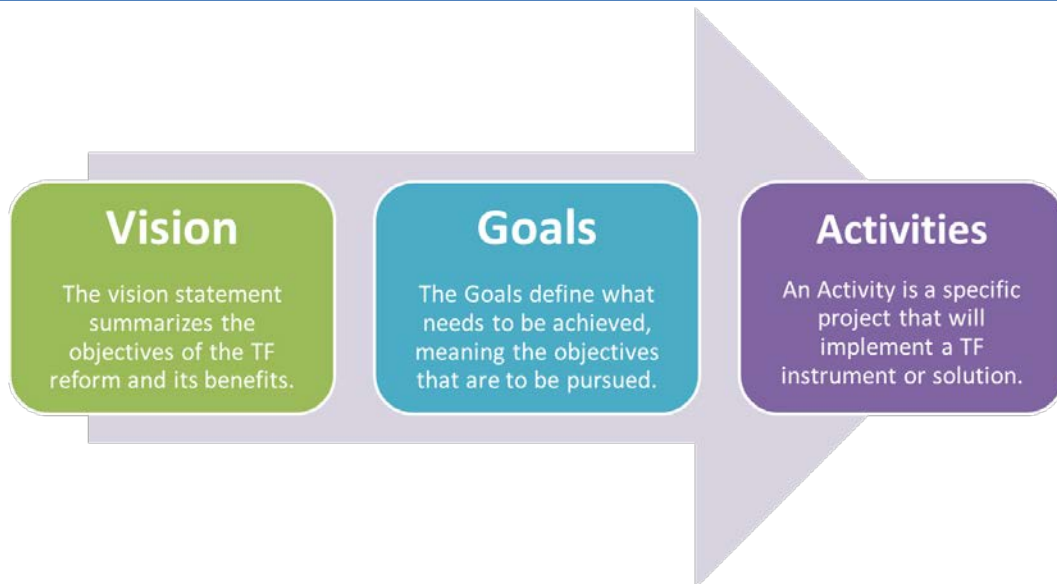 Vision
The vision statement
summarizes the
objectives of the TF
reform and its benefits.
Goals
The Goals define what
needs to be achieved,
meaning the objectives
that are to be pursued.
Activities
An Activity is a specific
project that will
implement a TF
instrument or solution.